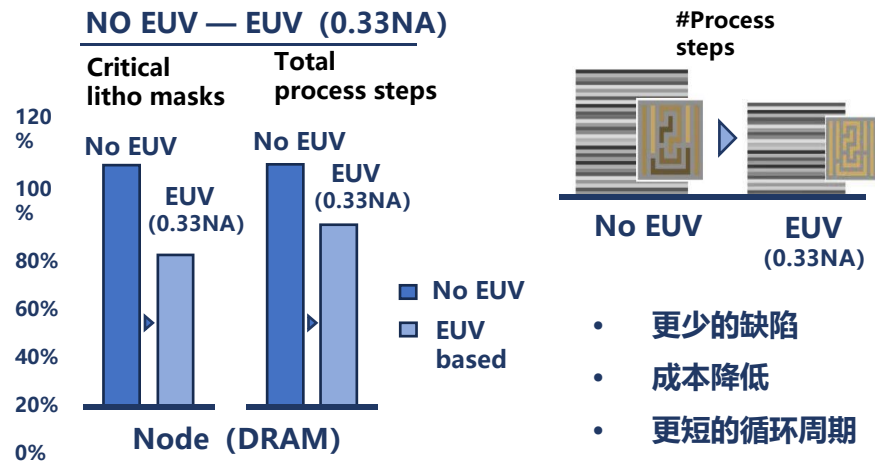 NO EUV — EUV (0.33NA)
Critical
litho masks
Total
process steps
120
%
100
%
80%
60%
40%
20%
0%
No EUV
EUV
(0.33NA)
No EUV
EUV
(0.33NA)
No EUV
EUV
based
Node (DRAM)
#Process
steps
No EUV
EUV
(0.33NA)
• 更少的缺陷
• 成本降低
• 更短的循环周期